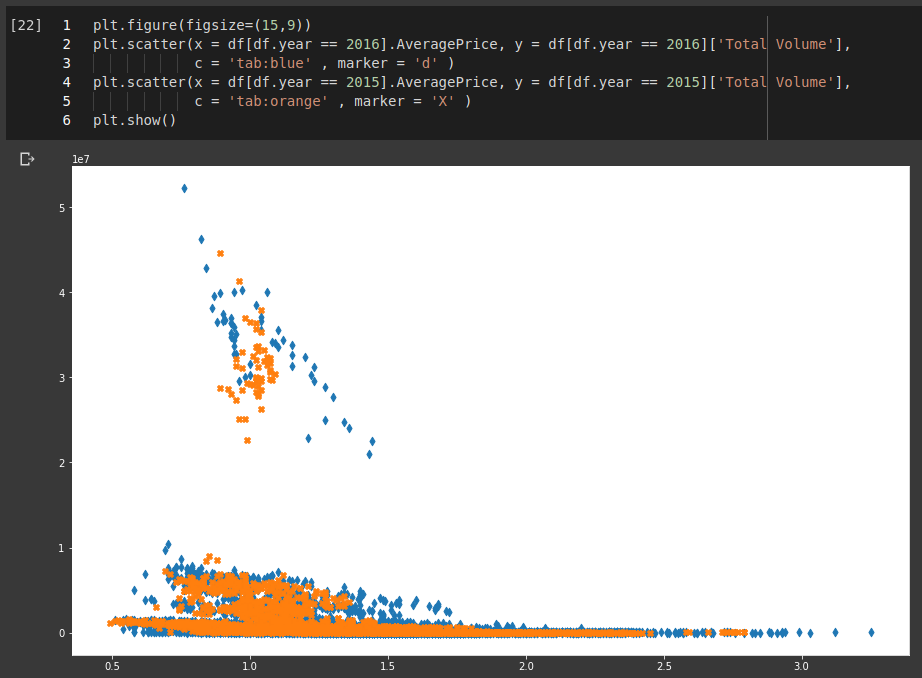 [22] 1 plt.figure(figsize=(15,9))
2 plt.scatter(x = df[df.year == 2016].AveragePrice, y = df[df.year == 2016]['Total Volume'],
3 c = 'tab:blue' , marker = 'd' )
4 plt.scatter(x = df[df.year == 2015].AveragePrice, y = df[df.year == 2015]['Total Volume'],
5 c = 'tab:orange' , marker = 'X' )
6 plt.show()
1e7
5
4
3
2
1
0
0.5 1.0 1.5 2.0 2.5 3.0